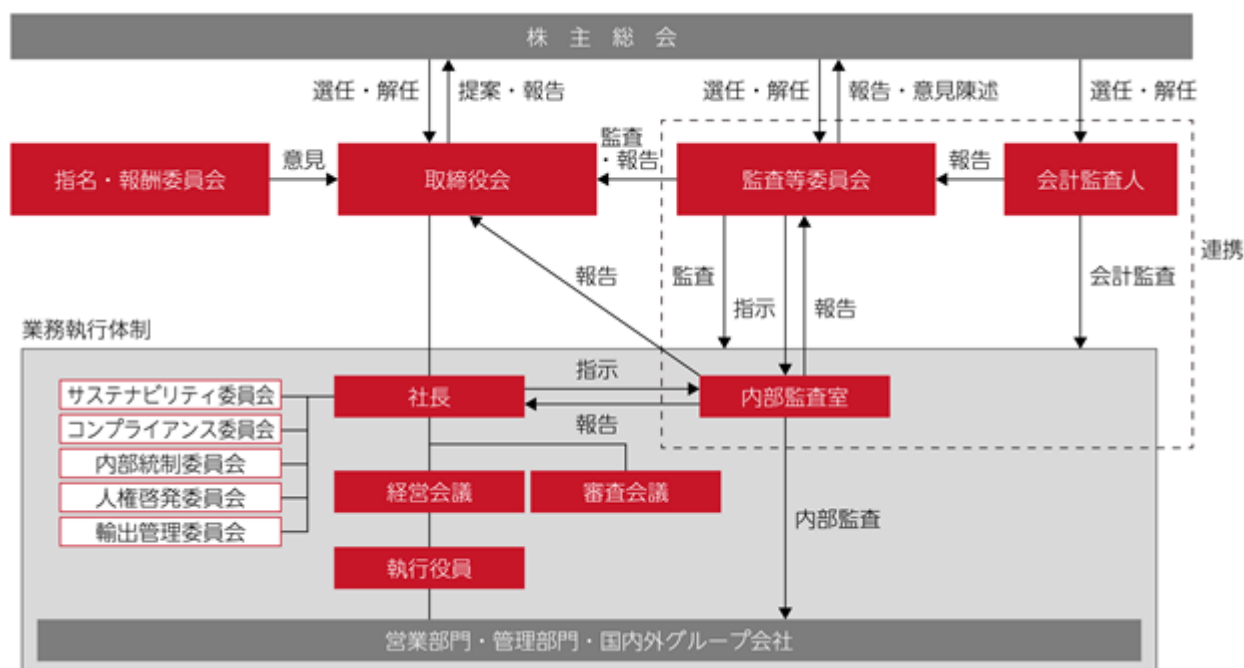 株主総会
選任・解任
提案・報告
選任・解任
報告・意見陳述
選任・解任
指名・報酬委員会
意見
取締役会
監査
・報告
監査等委員会
報告
会計監査人
連携
報告
監査
指示
報告
会計監査
業務執行体制
サステナビリティ委員会
コンプライアンス委員会
内部統制委員会
人権啓発委員会
輸出管理委員会
社長
指示
報告
内部監査室
経営会議
審査会議
内部監査
執行役員
営業部門・管理部門・国内外グループ会社